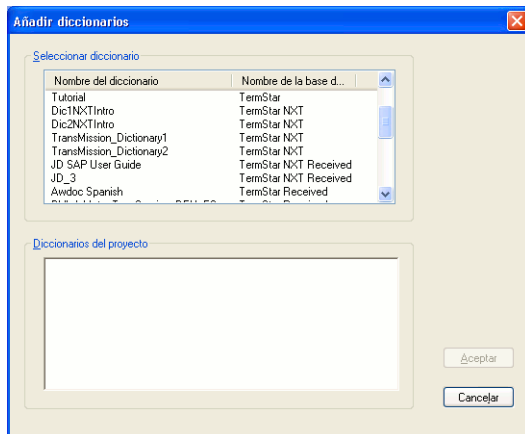 Añadir diccionarios
Seleccionar diccionario
Nombre del diccionario Nombre de la base d...
Tutorial TermStar
Dic1NXTIntro TermStar NXT
Dic2NXTIntro TermStar NXT
TransMission_Dictionary1 TermStar NXT
TransMission_Dictionary2 TermStar NXT
JD SAP User Guide TermStar NXT Received
JD_3 TermStar NXT Received
Awdoc Spanish TermStar Received
Diccionarios del proyecto
Aceptar
Cancelar